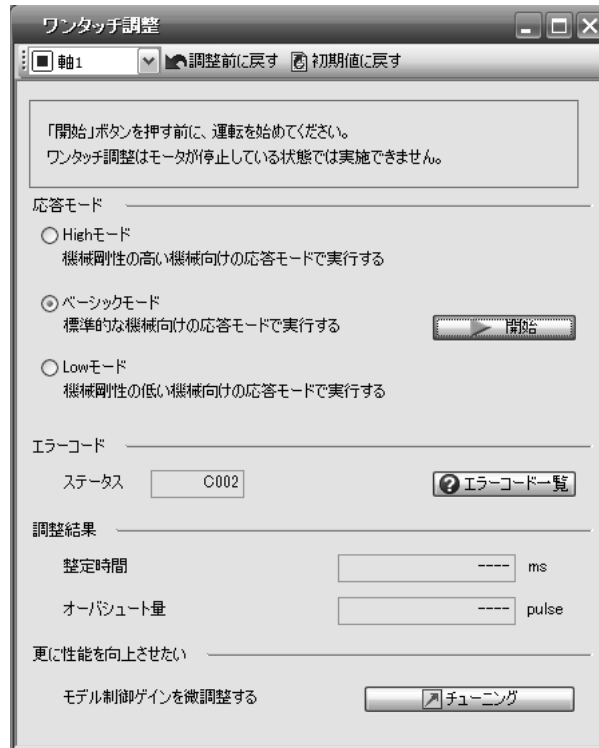 ワンタッチ調整
軸1 調整前に戻す 初期値に戻す
「開始」ボタンを押す前に、運転を始めてください。
ワンタッチ調整はモータが停止している状態では実施できません。
応答モード
Highモード
機械剛性の高い機械向けの応答モードで実行する
ベーシックモード
標準的な機械向けの応答モードで実行する
開始
Lowモード
機械剛性の低い機械向けの応答モードで実行する
エラーコード
ステータス C002 エラーコード一覧
調整結果
整定時間 ---- ms
オーバシュート量 ---- pulse
更に性能を向上させたい
モデル制御ゲインを微調整する チューニング